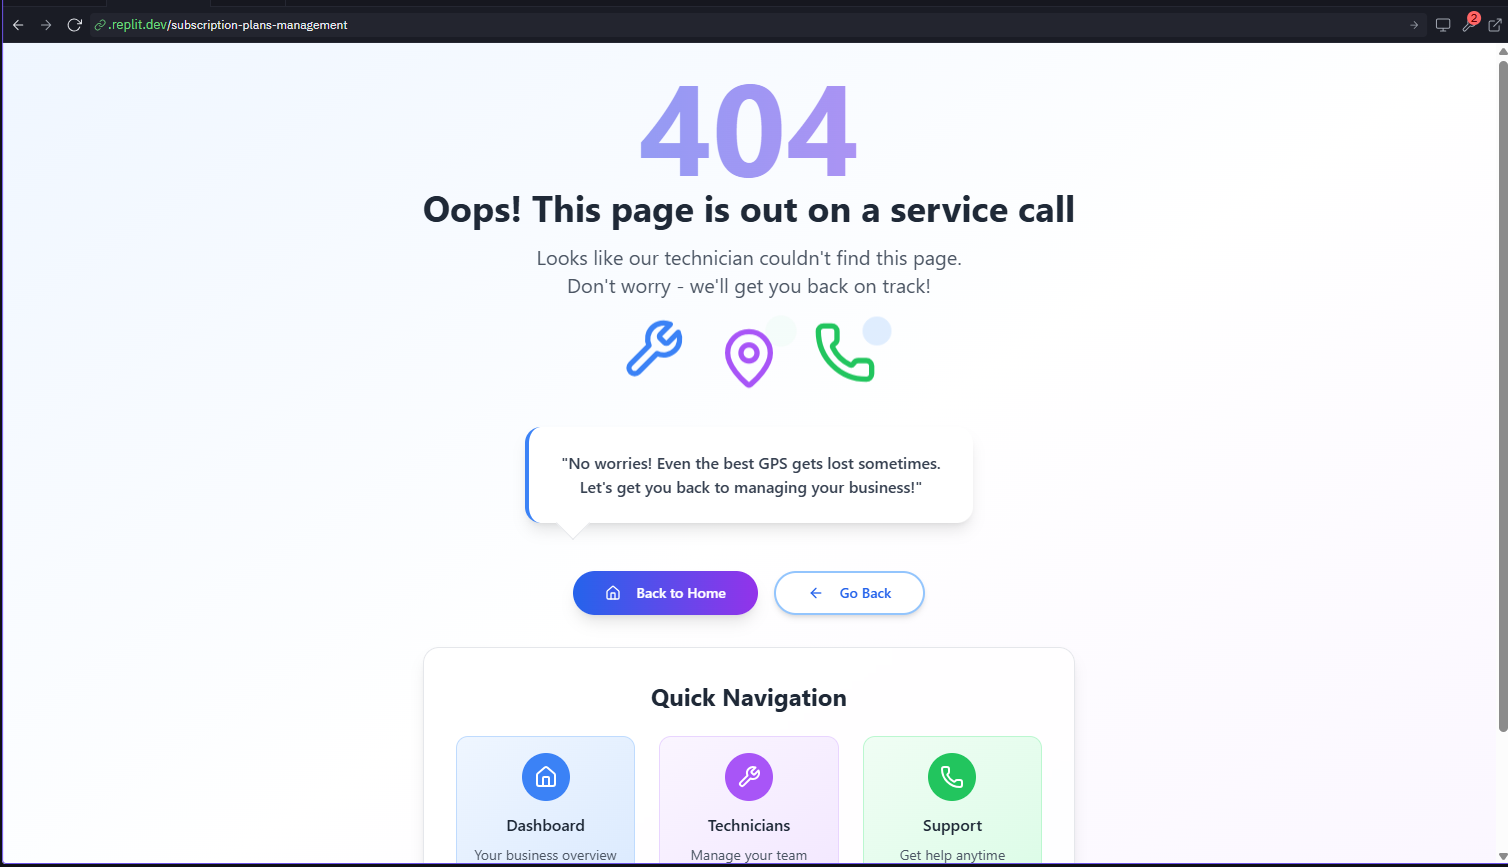 .replit.dev/subscription-plans-management
2
404
Oops! This page is out on a service call
Looks like our technician couldn't find this page.
Don't worry - we'll get you back on track!
"No worries! Even the best GPS gets lost sometimes.
Let's get you back to managing your business!"
Back to Home
Go Back
Quick Navigation
Dashboard
Your business overview
Technicians
Manage your team
Support
Get help anytime